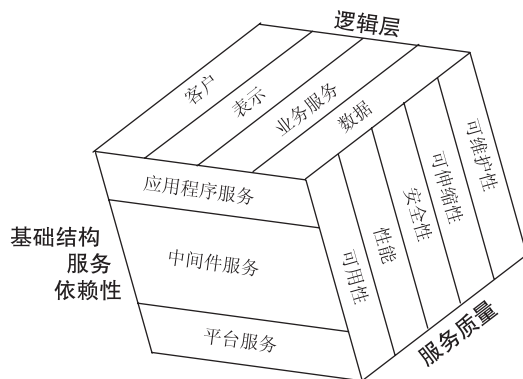 逻辑层
客户
表示
业务服务
数据
应用程序服务
中间件服务
平台服务
基础结构
服务
依赖性
可用性
性能
安全性
可伸缩性
可维护性
服务质量